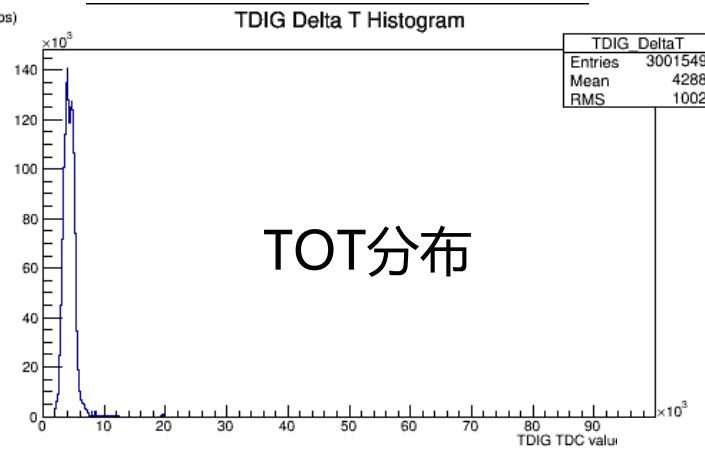 ps)
TDIG Delta T Histogram
×10³
TDIG_DeltaT
Entries 3001549
Mean 4288
RMS 1002
140
120
100
80
60
40
20
0
TOT分布
0 10 20 30 40 50 60 70 80 90 ×10³
TDIG TDC valu